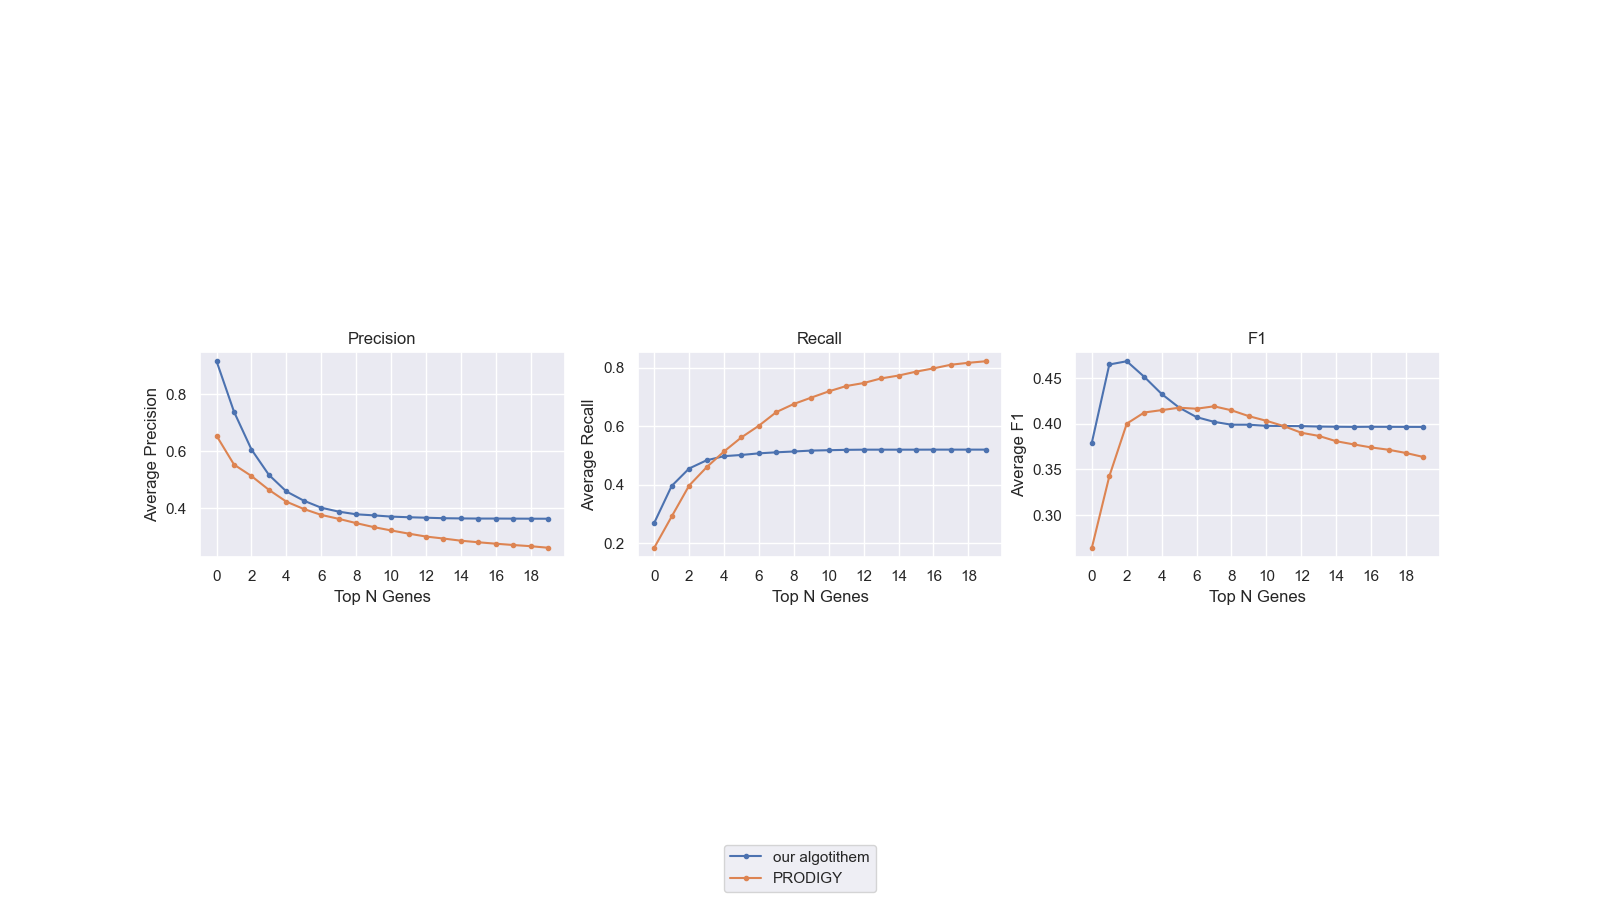 Precision
Average Precision
0.8
0.6
0.4
0 2 4 6 8 10 12 14 16 18
Top N Genes
Recall
Average Recall
0.8
0.6
0.4
0.2
0 2 4 6 8 10 12 14 16 18
Top N Genes
F1
Average F1
0.45
0.40
0.35
0.30
0 2 4 6 8 10 12 14 16 18
Top N Genes
our algotithem
PRODIGY